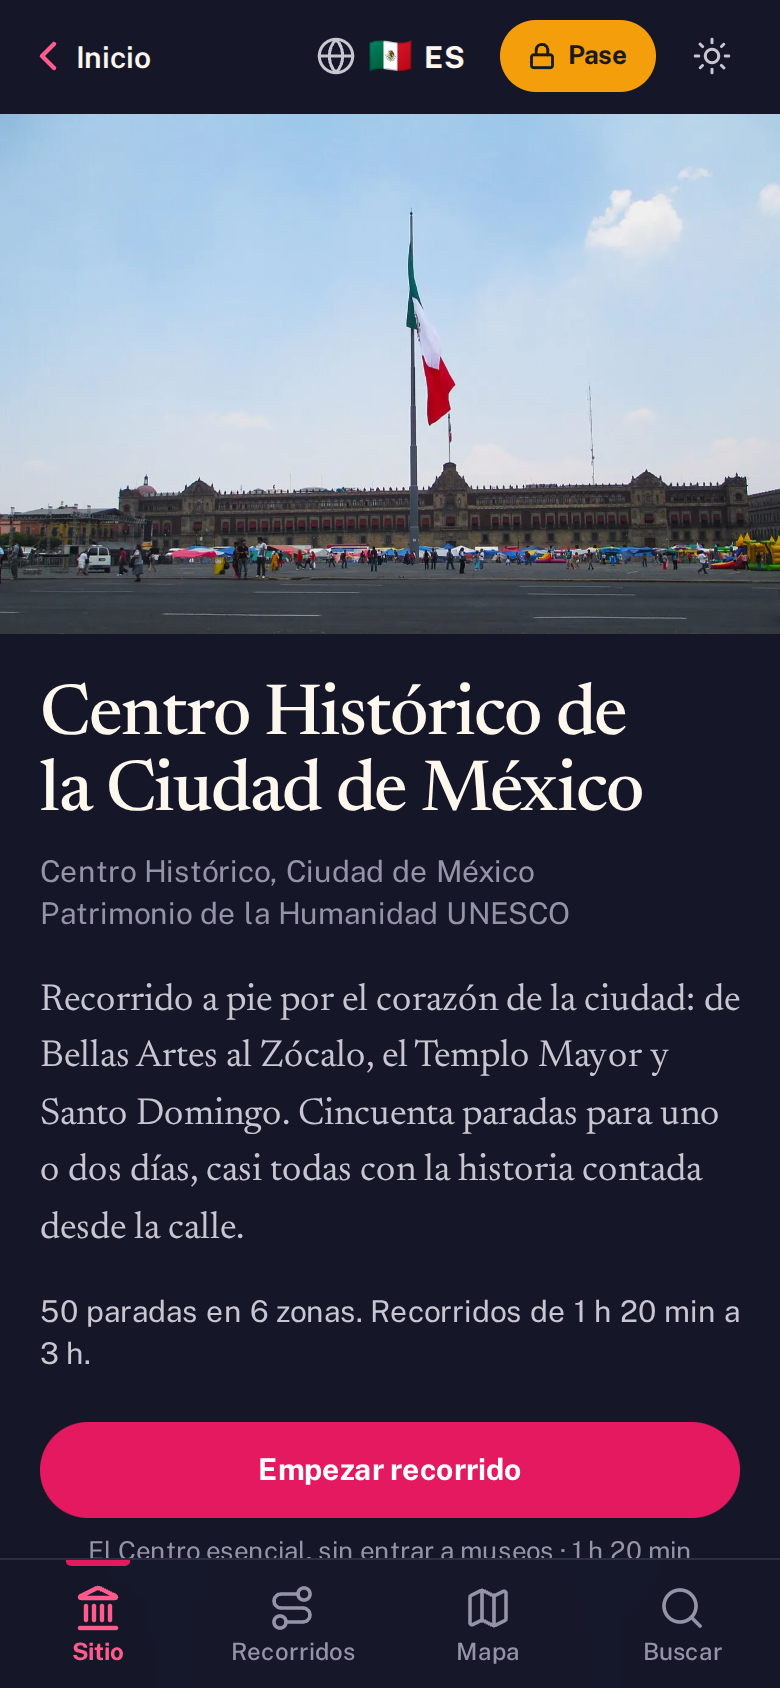 Inicio
ES
Pase
Centro Histórico de
la Ciudad de México
Centro Histórico, Ciudad de México
Patrimonio de la Humanidad UNESCO
Recorrido a pie por el corazón de la ciudad: de
Bellas Artes al Zócalo, el Templo Mayor y
Santo Domingo. Cincuenta paradas para uno
o dos días, casi todas con la historia contada
desde la calle.
50 paradas en 6 zonas. Recorridos de 1 h 20 min a
3 h.
Empezar recorrido
El Centro esencial, sin entrar a museos · 1 h 20 min
Sitio
Recorridos
Mapa
Buscar